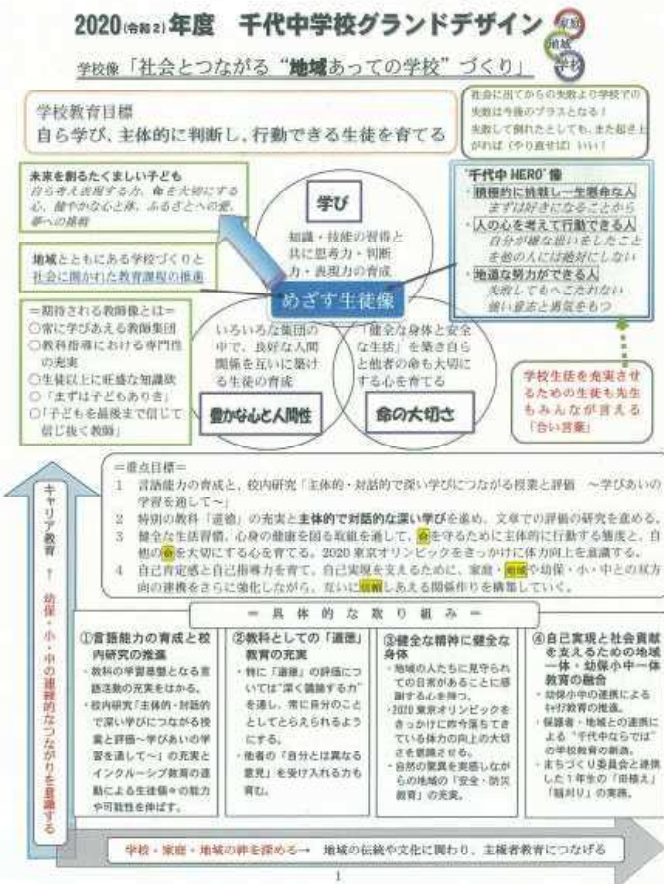 2020(令和2)年度　千代中学校グランドデザイン
家庭
地域
学校
学校像「社会とつながる“地域あっての学校”づくり」
学校教育目標
自ら学び、主体的に判断し、行動できる生徒を育てる
社会に出てからの失敗より学校での
失敗は今後のプラスとなる！
失敗して倒れたとしても、また起き上
がれば（やり直せば）いい！
未来を創るたくましい子ども
自ら考え表現する力、命を大切にする
心、健やかな心と体、ふるさとへの愛、
夢への挑戦
地域とともにある学校づくりと
社会に開かれた教育課程の推進
＝期待される教師像とは＝
○常に学びあえる教師集団
○教科指導における専門性
の充実
○生徒以上に旺盛な知識欲
○「まずは子どもありき」
○「子どもを最後まで信じて
信じ抜く教師」
学び
知識・技能の習得と
共に思考力・判断
力・表現力の育成
めざす生徒像
いろいろな集団の
中で、良好な人間
関係を互いに築け
る生徒の育成
豊かな心と人間性
「健全な身体と安全
な生活」を築き自ら
と他者の命も大切に
する心を育てる
命の大切さ
“千代中 HERO”像
・積極的に挑戦し一生懸命な人
まずは好きになることから
・人の心を考えて行動できる人
自分が嫌な思いをしたこと
を他の人には絶対にしない
・地道な努力ができる人
失敗してもへこたれない
強い意志と勇気をもつ
学校生活を充実させ
るための生徒も先生
もみんなが言える
「合い言葉」
＝重点目標＝
1　言語能力の育成と、校内研究「主体的・対話的で深い学びにつながる授業と評価　～学びあいの
学習を通して～」
2　特別の教科「道徳」の充実と主体的で対話的な深い学びを進め、文章での評価の研究を進める。
3　健全な生活習慣、心身の健康を図る取組を通して、命を守るために主体的に行動する態度と、自
他の命を大切にする心を育てる。2020 東京オリンピックをきっかけに体力向上を意識する。
4　自己肯定感と自己指導力を育て、自己実現を支えるために、家庭・地域や幼保・小・中との双方
向の連携をさらに強化しながら、互いに信頼しあえる関係作りを構築していく。
キャリア教育　↑　幼保・小・中の連続的なつながりを意識する
＝ 具 体 的 な 取 り 組 み ＝
①言語能力の育成と校
内研究の推進
・教科の学習基盤となる言
語活動の充実をはかる。
・校内研究「主体的・対話的
で深い学びにつながる授
業と評価～学びあいの学
習を通して～」の充実と
インクルーシブ教育の連
動による生徒個々の能力
や可能性を伸ばす。
②教科としての「道徳」
教育の充実
・特に「道徳」の評価につ
いては“深く議論する力”
を通し、常に自分のこと
としてとらえられるよう
にする。
・他者の「自分とは異なる
意見」を受け入れる力も
育む。
③健全な精神に健全な
身体
・地域の人たちに見守られ
ての日常があることに感
謝する心を持つ。
・2020 東京オリンピックを
きっかけに昨今落ちてき
ている体力の向上の大切
さを意識させる。
・自然の驚異を実感しなが
らの地域の「安全・防災
教育」の充実。
④自己実現と社会貢献
を支えるための地域
一体・幼保小中一体
教育の融合
・幼保小中の連携による
ｷｬﾘｱ教育の推進。
・保護者・地域との連携に
よる“千代中ならでは”
の学校教育の創造。
・まちづくり委員会と連携
した1年生の「田植え」
「稲刈り」の実施。
学校・家庭・地域の絆を深める→　地域の伝統や文化に関わり、主権者教育につなげる
1